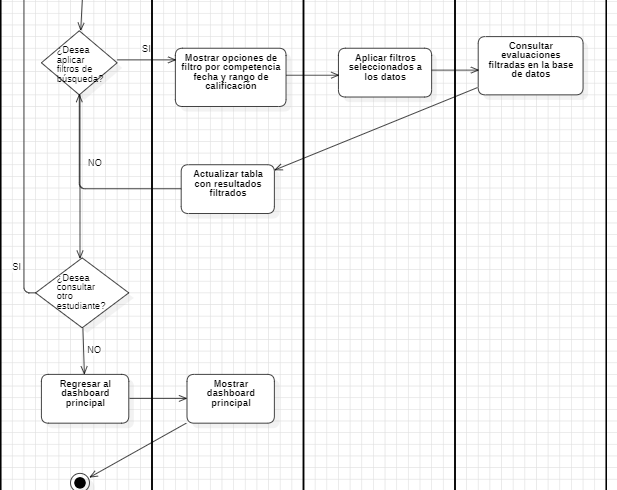 ¿Desea
aplicar
filtros de
búsqueda?
SI
Mostrar opciones de
filtro por competencia
fecha y rango de
calificación
Aplicar filtros
seleccionados a
los datos
Consultar
evaluaciones
filtradas en la base
de datos
NO
Actualizar tabla
con resultados
filtrados
SI
¿Desea
consultar
otro
estudiante?
NO
Regresar al
dashboard
principal
Mostrar
dashboard
principal